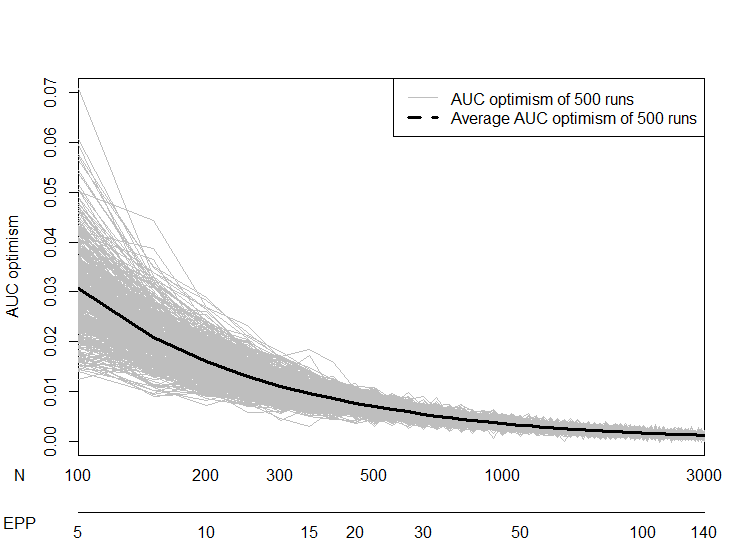 AUC optimism of 500 runs
Average AUC optimism of 500 runs
AUC optimism
0.07
0.06
0.05
0.04
0.03
0.02
0.01
0.00
N 100 200 300 500 1000 3000
EPP 5 10 15 20 30 50 100 140